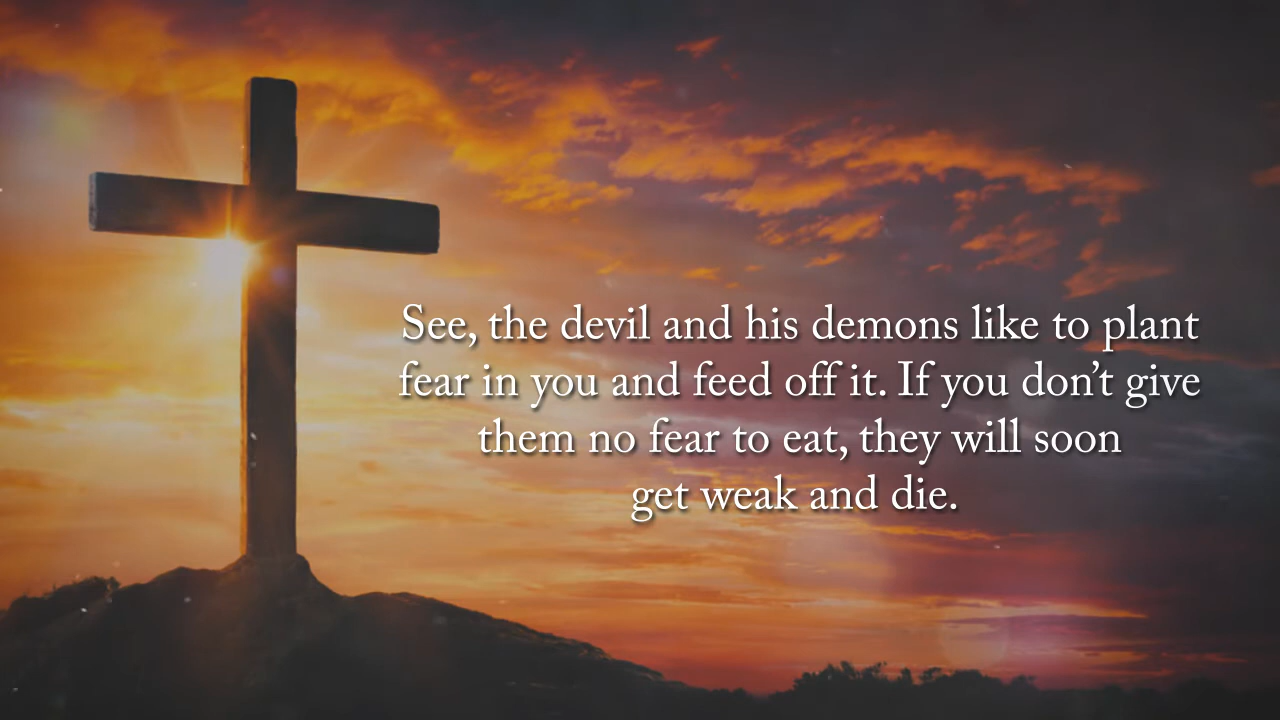 See, the devil and his demons like to plant
fear in you and feed off it. If you don’t give
them no fear to eat, they will soon
get weak and die.